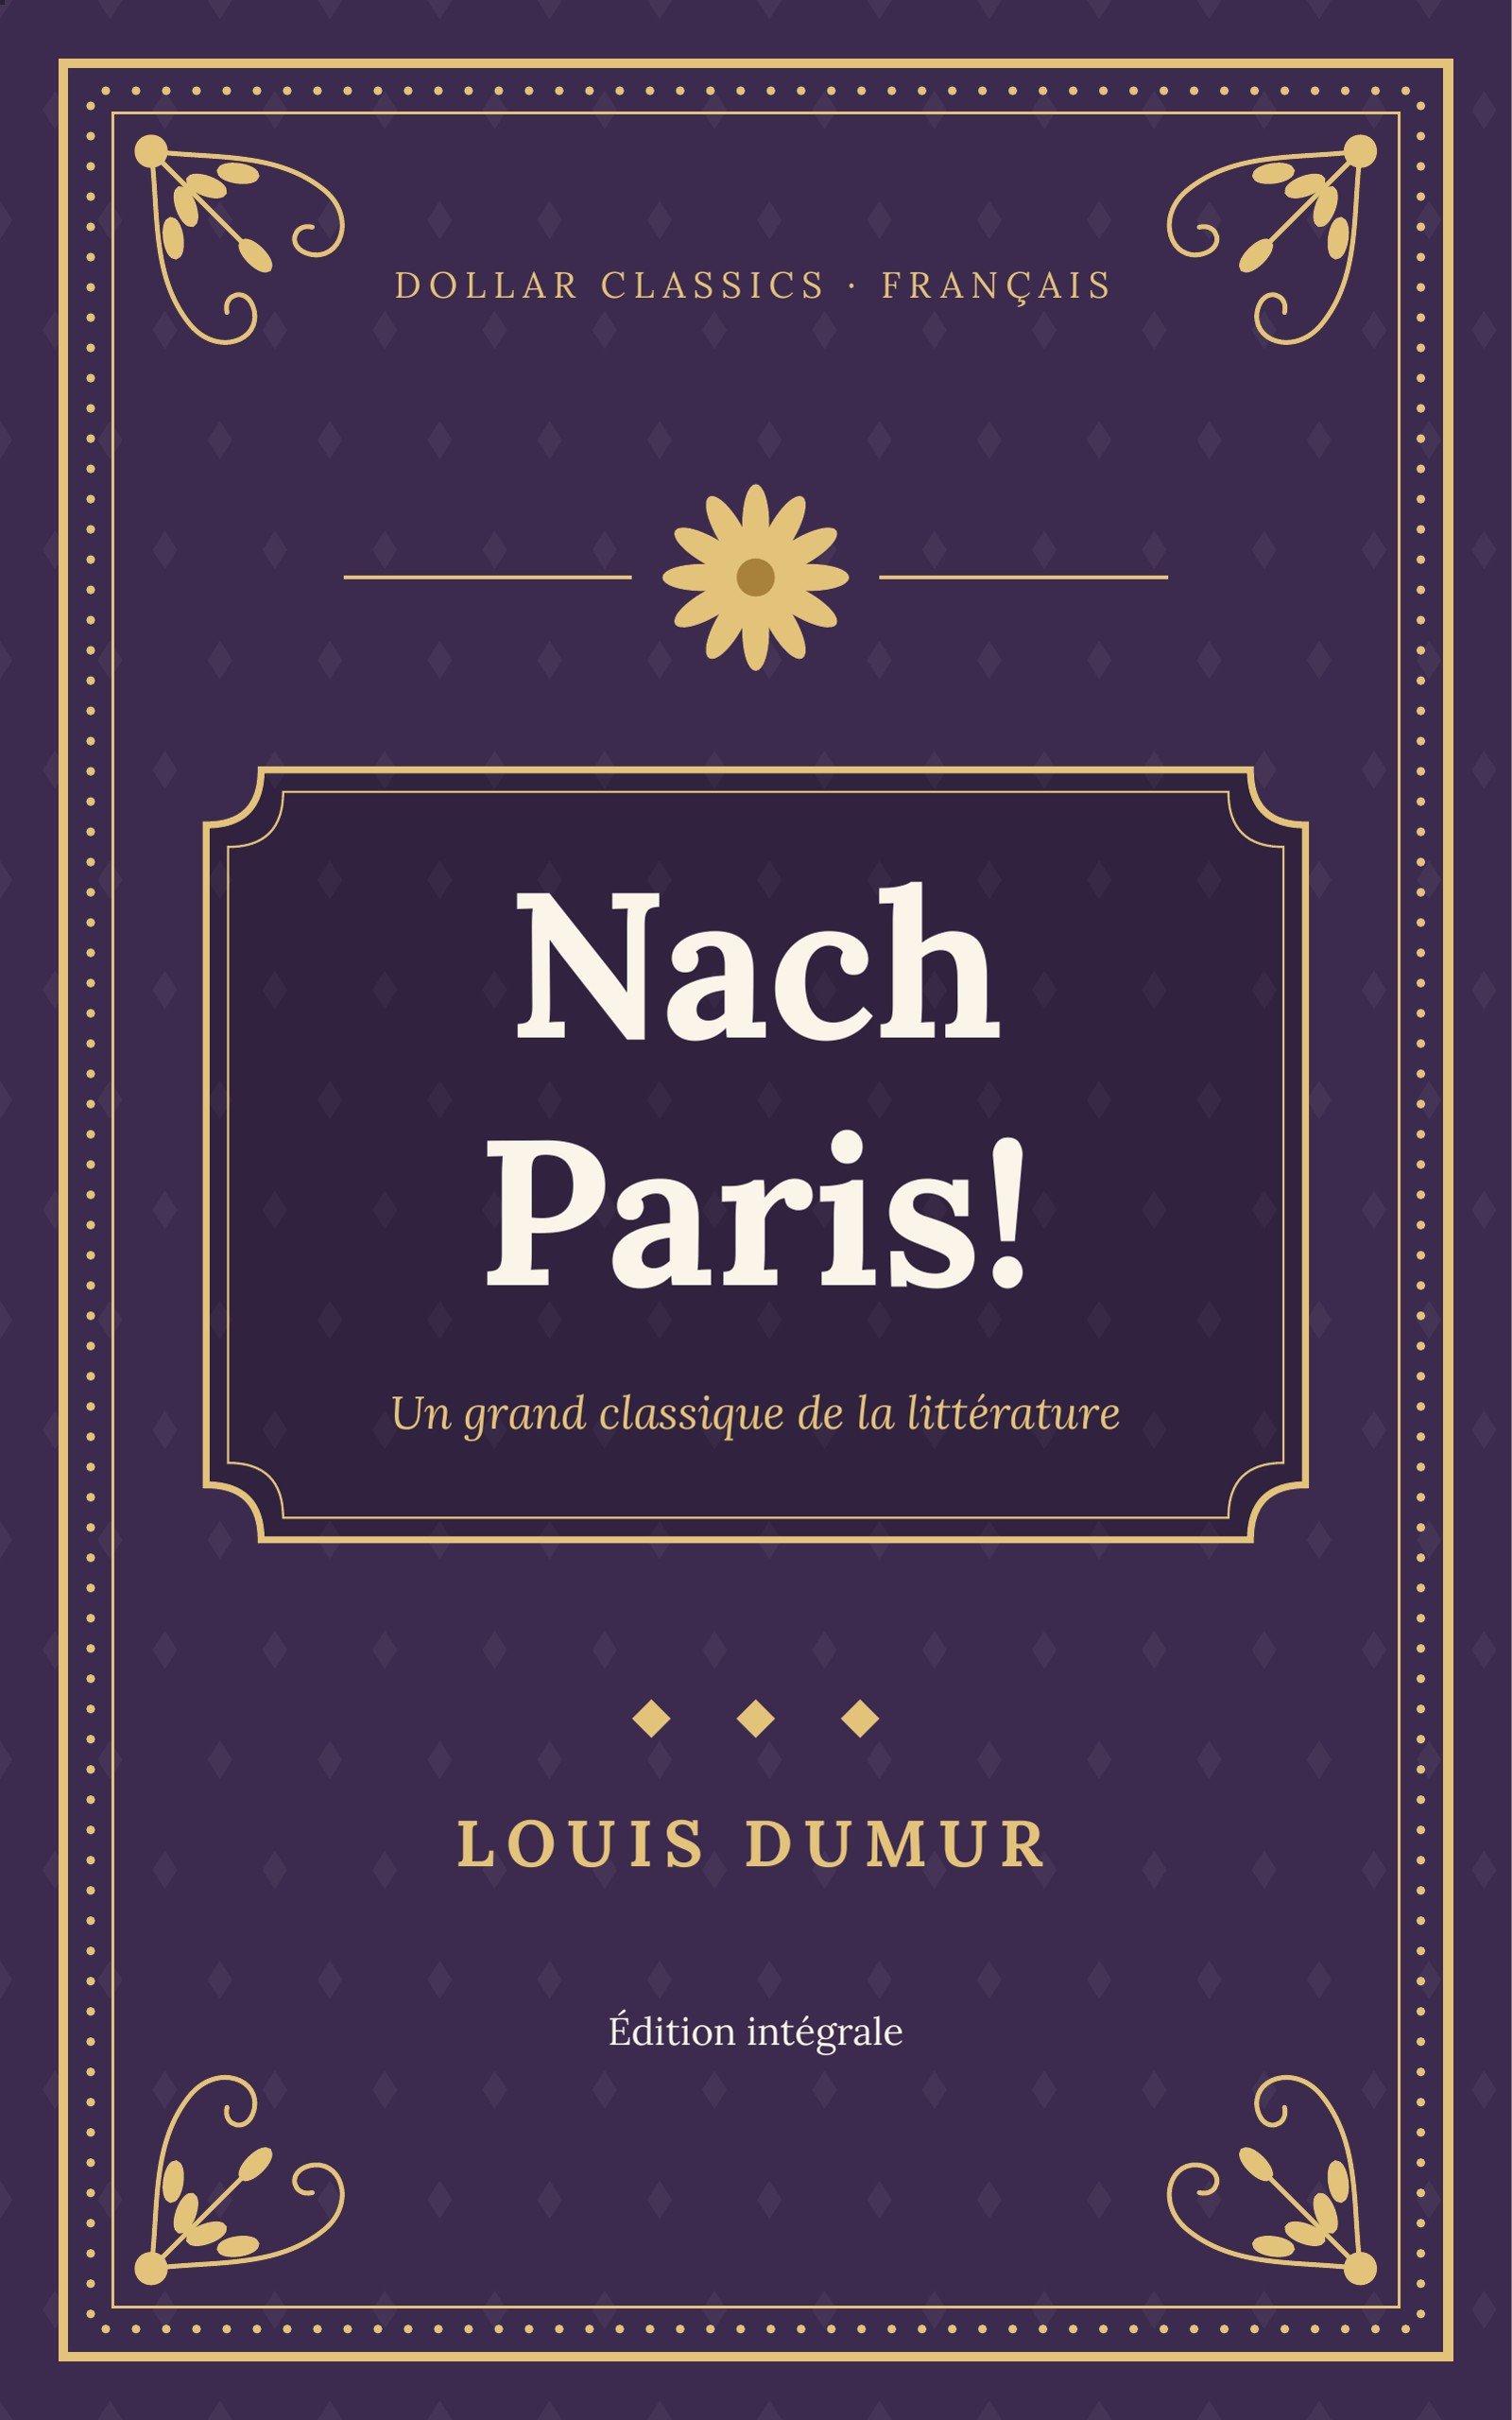 DOLLAR CLASSICS · FRANÇAIS
Nach
Paris!
Un grand classique de la littérature
LOUIS DUMUR
Édition intégrale